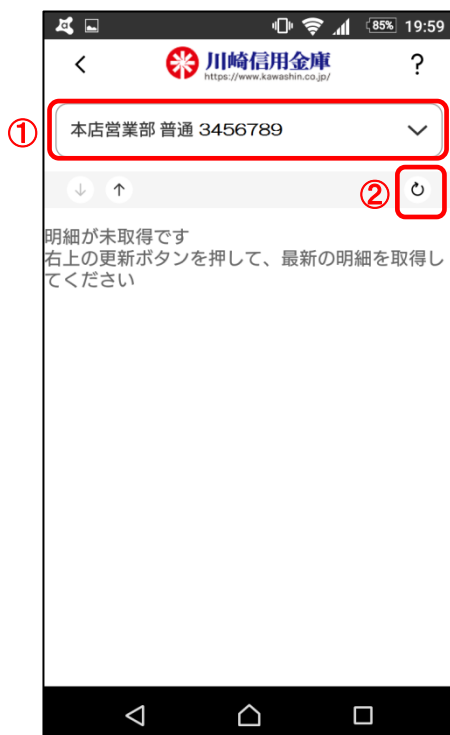 85% 19:59
川崎信用金庫 ?
https://www.kawashin.co.jp/
① 本店営業部 普通 3456789
②
明細が未取得です
右上の更新ボタンを押して、最新の明細を取得し
てください